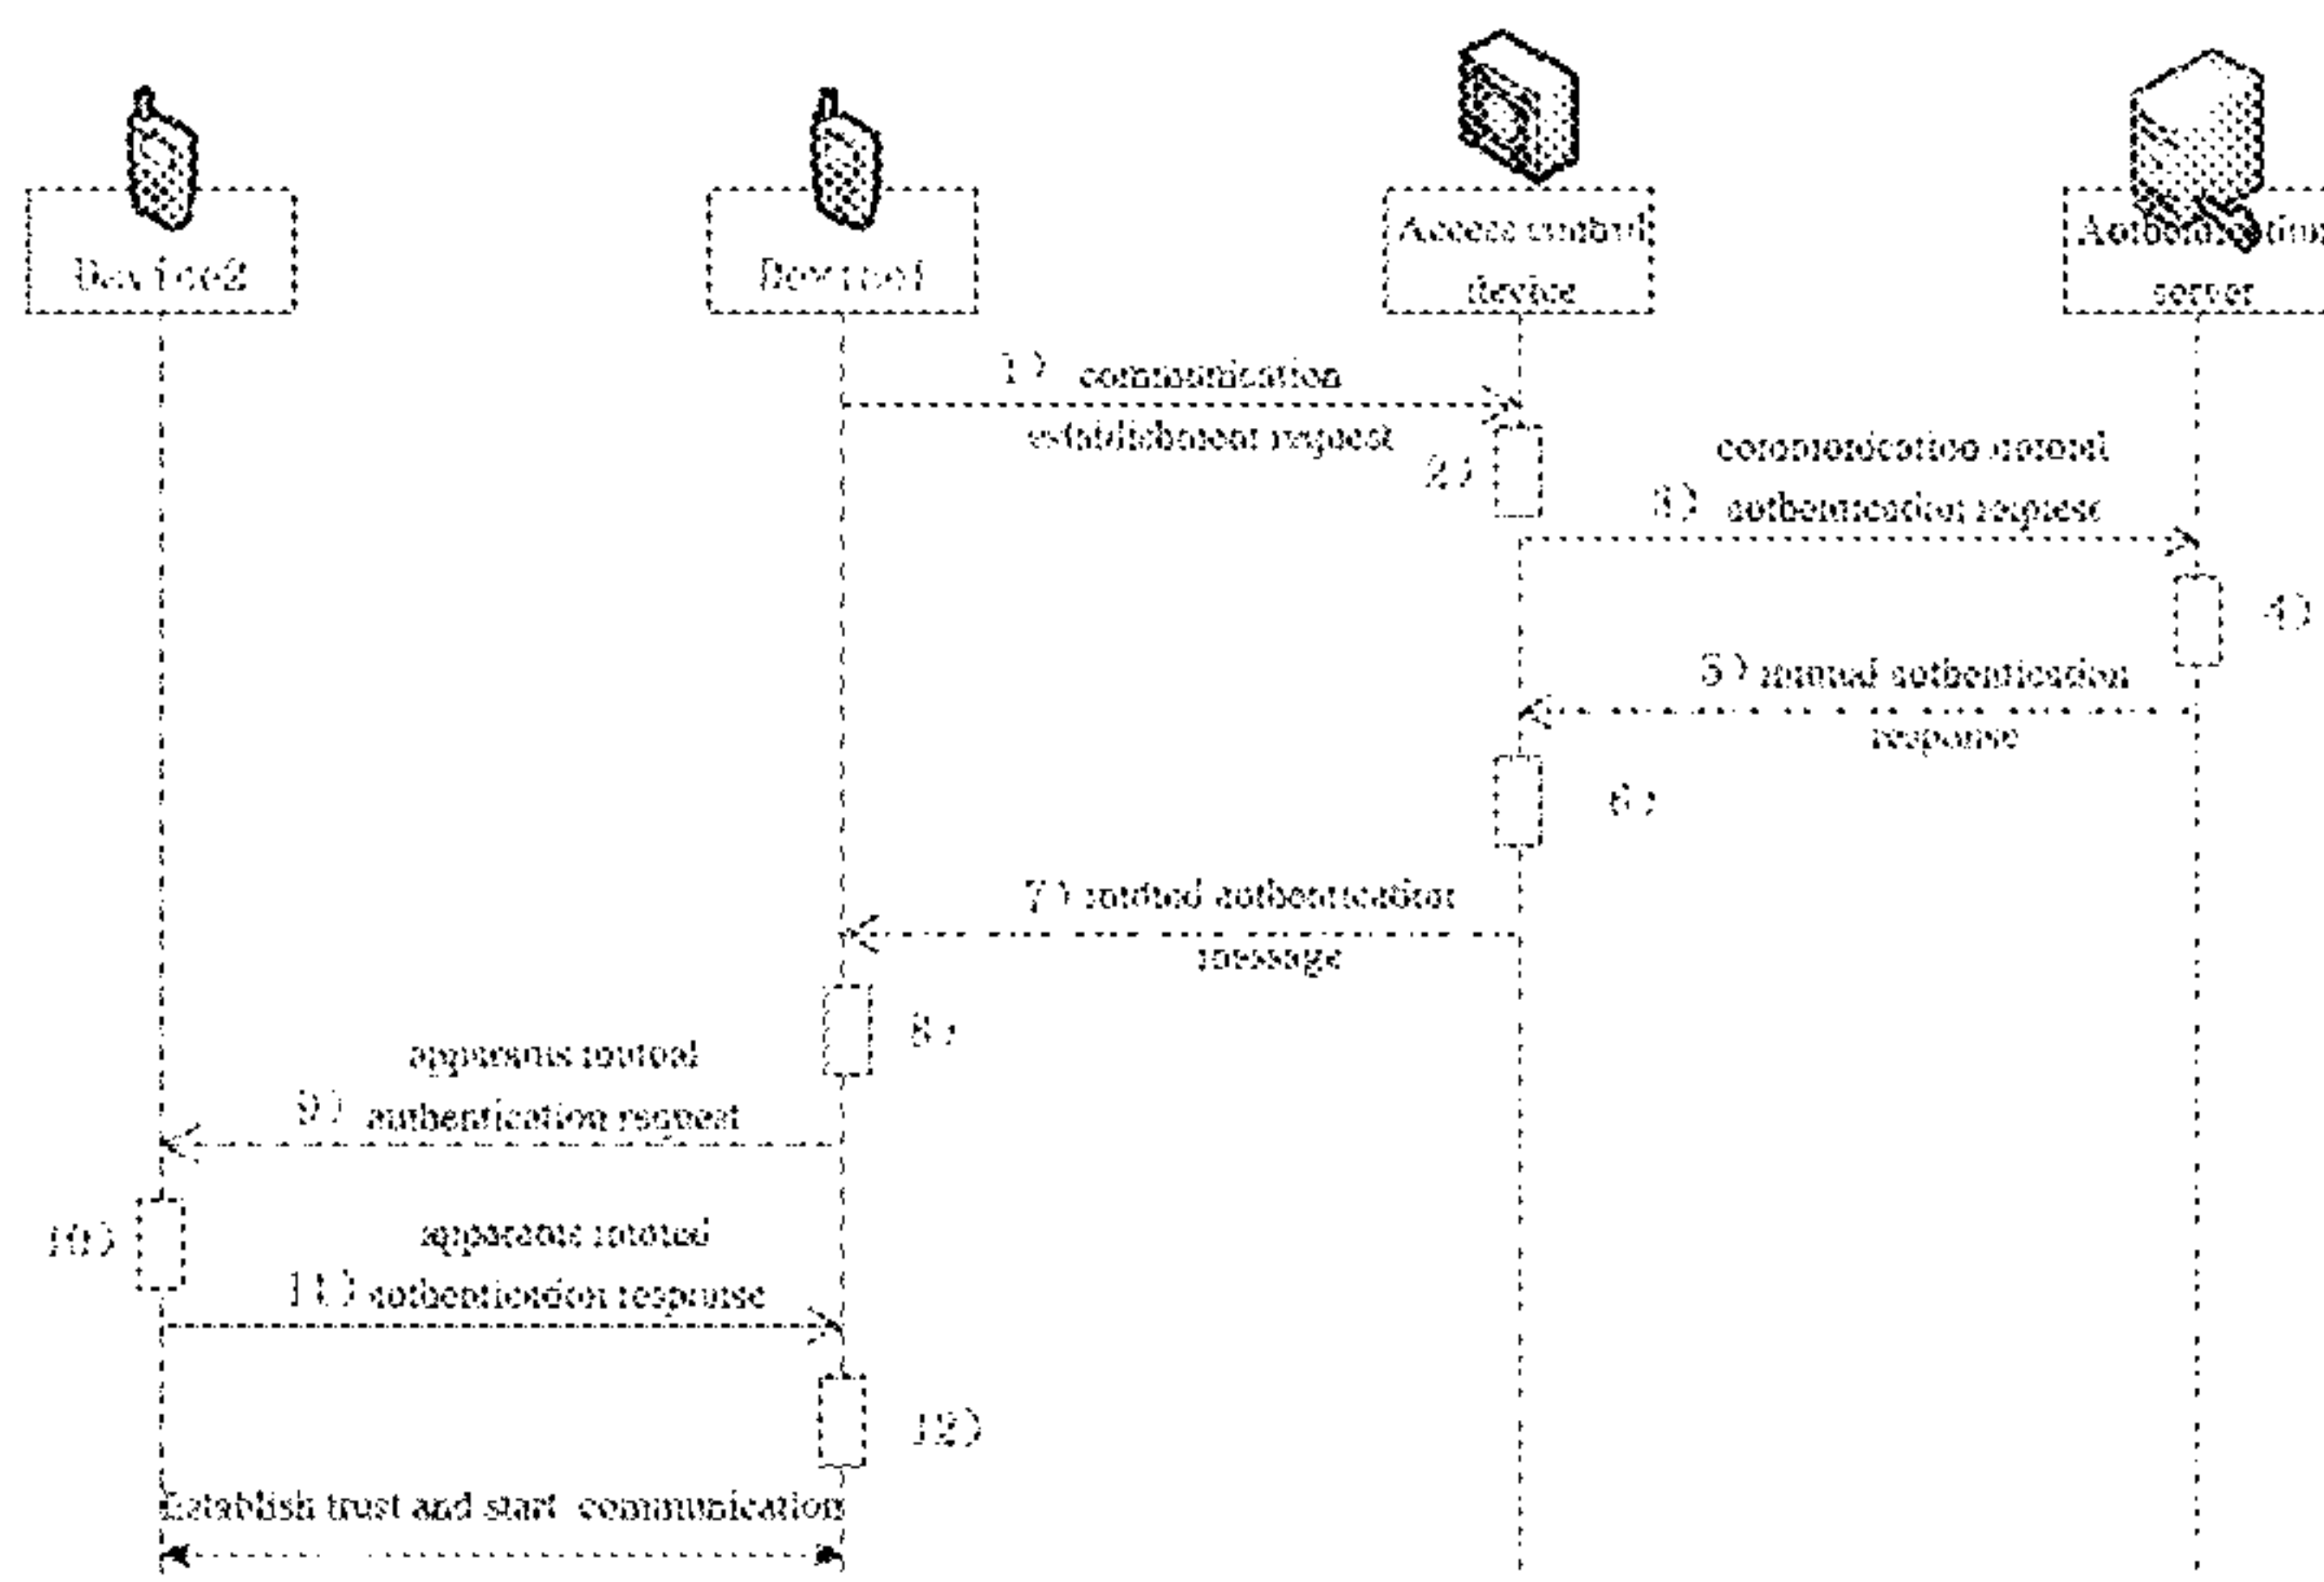 Device2
Device1
Access control
device
Authentication
server
1) communication
establishment request
2)
communication mutual
3) authentication request
4)
5) mutual authentication
response
6)
7) mutual authentication
message
8)
apparatus mutual
9) authentication request
10)
apparatus mutual
11) authentication response
12)
Establish trust and start communication